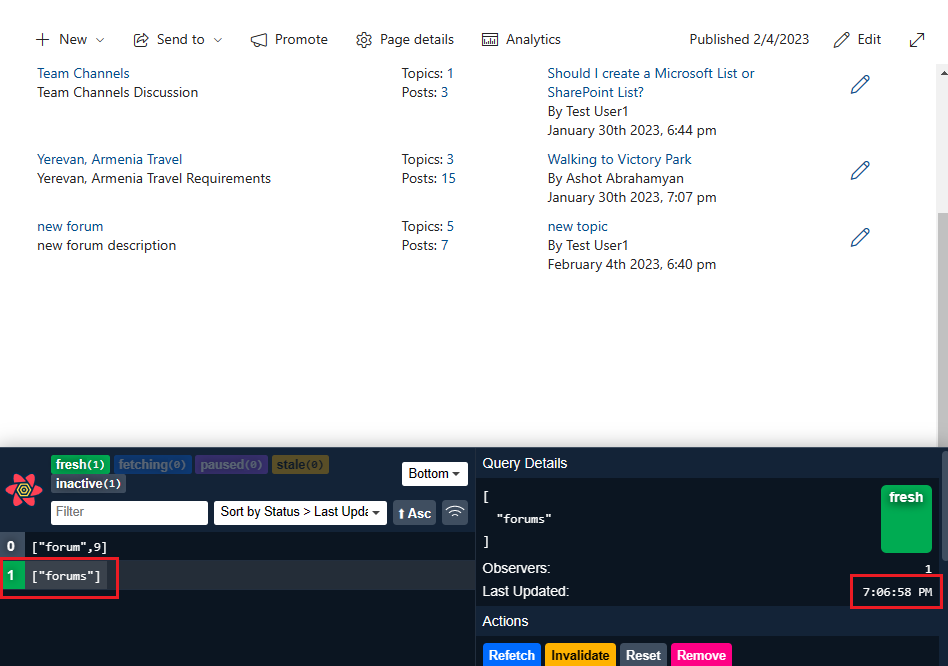 New Send to Promote Page details Analytics Published 2/4/2023 Edit
Team Channels Topics: 1 Should I create a Microsoft List or
Team Channels Discussion Posts: 3 SharePoint List?
By Test User1
January 30th 2023, 6:44 pm
Yerevan, Armenia Travel Topics: 3 Walking to Victory Park
Yerevan, Armenia Travel Requirements Posts: 15 By Ashot Abrahamyan
January 30th 2023, 7:07 pm
new forum Topics: 5 new topic
new forum description Posts: 7 By Test User1
February 4th 2023, 6:40 pm
fresh(1) fetching(0) paused(0) stale(0)
inactive(1)
Bottom
Filter Sort by Status > Last Upda Asc
0 ["forum",9]
1 ["forums"]
Query Details
[
"forums"
]
fresh
Observers: 1
Last Updated: 7:06:58 PM
Actions
Refetch Invalidate Reset Remove